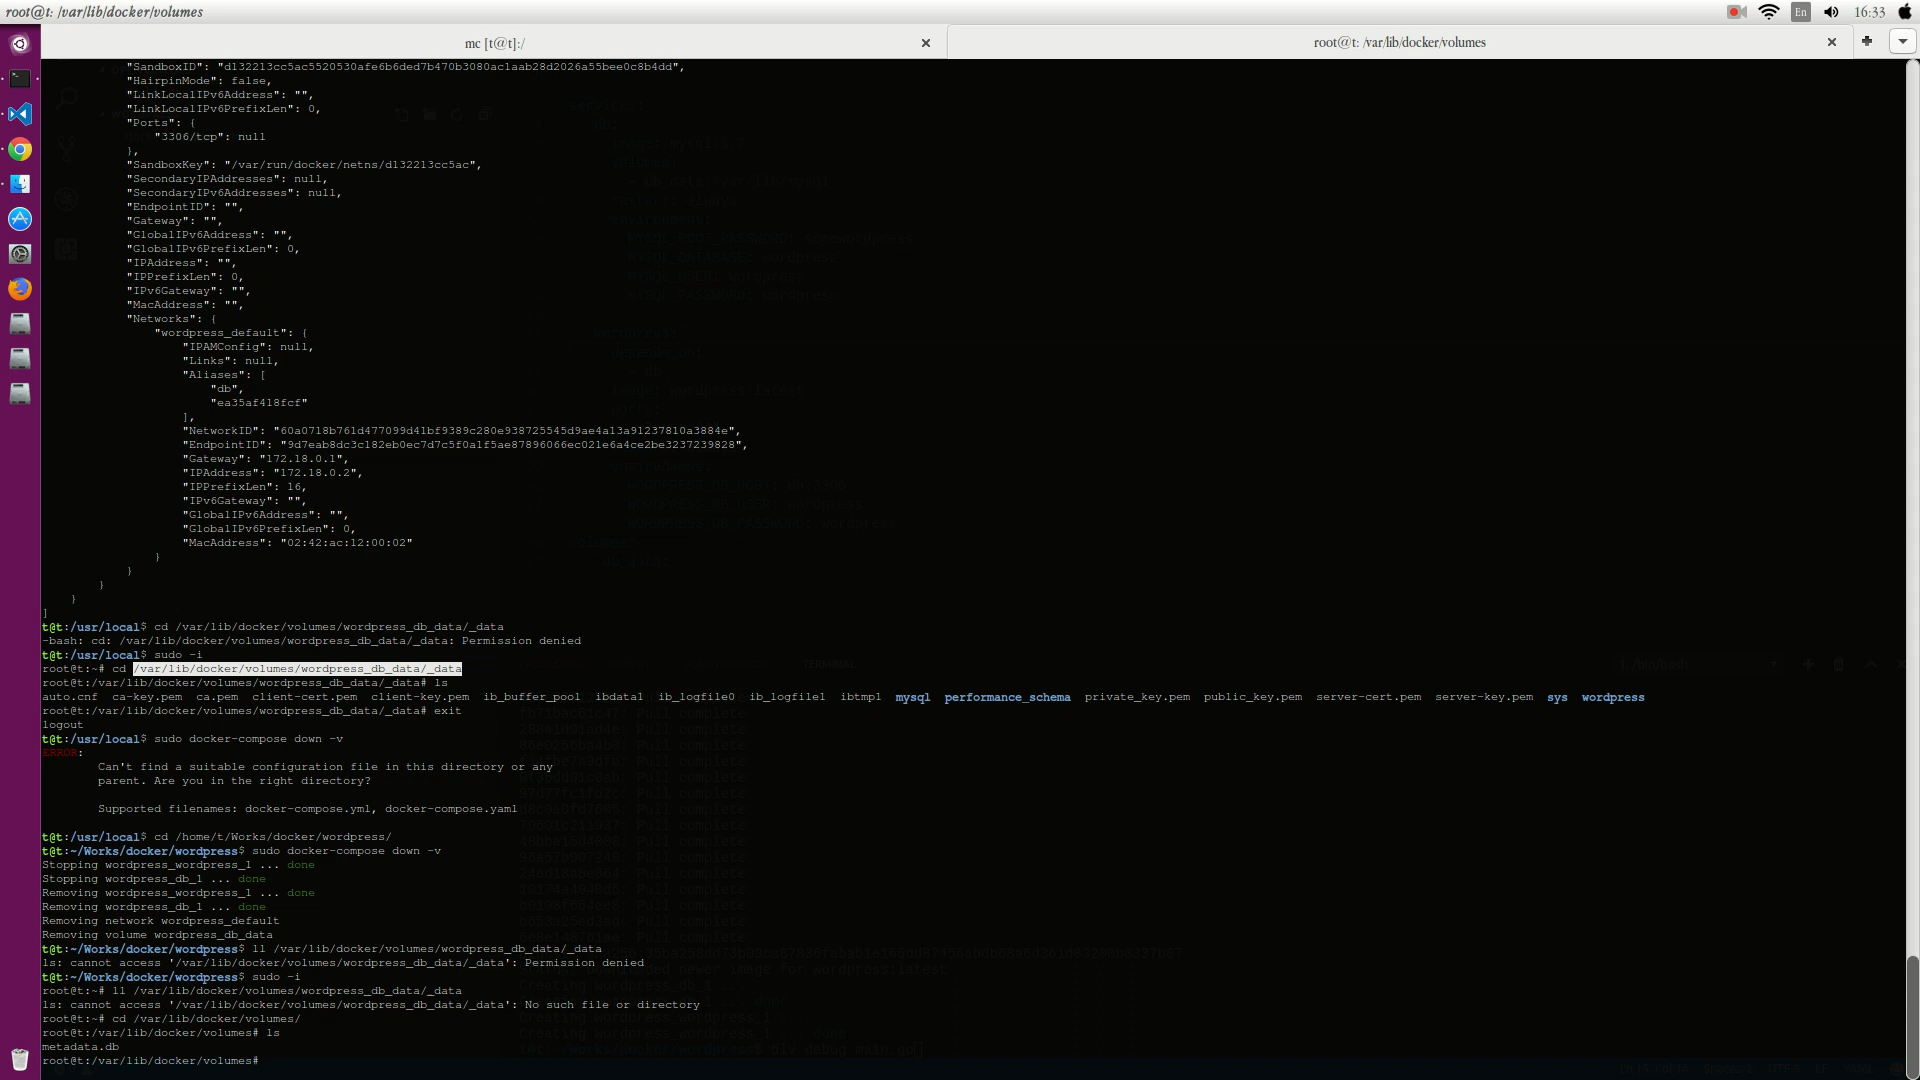 root@t: /var/lib/docker/volumes
En
16:33
mc [t@t]:/
root@t: /var/lib/docker/volumes
"SandboxID": "d132213cc5ac5520530afe6b6ded7b470b3080ac1aab28d2026a55bee0c8b4dd",
"HairpinMode": false,
"LinkLocalIPv6Address": "",
"LinkLocalIPv6PrefixLen": 0,
"Ports": {
"3306/tcp": null
},
"SandboxKey": "/var/run/docker/netns/d132213cc5ac",
"SecondaryIPAddresses": null,
"SecondaryIPv6Addresses": null,
"EndpointID": "",
"Gateway": "",
"GlobalIPv6Address": "",
"GlobalIPv6PrefixLen": 0,
"IPAddress": "",
"IPPrefixLen": 0,
"IPv6Gateway": "",
"MacAddress": "",
"Networks": {
"wordpress_default": {
"IPAMConfig": null,
"Links": null,
"Aliases": [
"db",
"ea35af418fcf"
],
"NetworkID": "60a0718b761d477099d41bf9389c280e938725545d9ae4a13a91237810a3884e",
"EndpointID": "9d7eab8dc3c182eb0ec7d7c5f0a1f5ae87896066ec021e6a4ce2be3237239828",
"Gateway": "172.18.0.1",
"IPAddress": "172.18.0.2",
"IPPrefixLen": 16,
"IPv6Gateway": "",
"GlobalIPv6Address": "",
"GlobalIPv6PrefixLen": 0,
"MacAddress": "02:42:ac:12:00:02"
}
}
}
}
]
t@t:/usr/local$ cd /var/lib/docker/volumes/wordpress_db_data/_data
-bash: cd: /var/lib/docker/volumes/wordpress_db_data/_data: Permission denied
t@t:/usr/local$ sudo -i
root@t:~# cd /var/lib/docker/volumes/wordpress_db_data/_data
root@t:/var/lib/docker/volumes/wordpress_db_data/_data# ls
auto.cnf ca-key.pem ca.pem client-cert.pem client-key.pem ib_buffer_pool ibdata1 ib_logfile0 ib_logfile1 ibtmp1 mysql performance_schema private_key.pem public_key.pem server-cert.pem server-key.pem sys wordpress
root@t:/var/lib/docker/volumes/wordpress_db_data/_data# exit
logout
t@t:/usr/local$ sudo docker-compose down -v
ERROR:
Can't find a suitable configuration file in this directory or any
parent. Are you in the right directory?
Supported filenames: docker-compose.yml, docker-compose.yaml
t@t:/usr/local$ cd /home/t/Works/docker/wordpress/
t@t:~/Works/docker/wordpress$ sudo docker-compose down -v
Stopping wordpress_wordpress_1 ... done
Stopping wordpress_db_1 ... done
Removing wordpress_wordpress_1 ... done
Removing wordpress_db_1 ... done
Removing network wordpress_default
Removing volume wordpress_db_data
t@t:~/Works/docker/wordpress$ ll /var/lib/docker/volumes/wordpress_db_data/_data
ls: cannot access '/var/lib/docker/volumes/wordpress_db_data/_data': Permission denied
t@t:~/Works/docker/wordpress$ sudo -i
root@t:~# ll /var/lib/docker/volumes/wordpress_db_data/_data
ls: cannot access '/var/lib/docker/volumes/wordpress_db_data/_data': No such file or directory
root@t:~# cd /var/lib/docker/volumes/
root@t:/var/lib/docker/volumes# ls
metadata.db
root@t:/var/lib/docker/volumes#